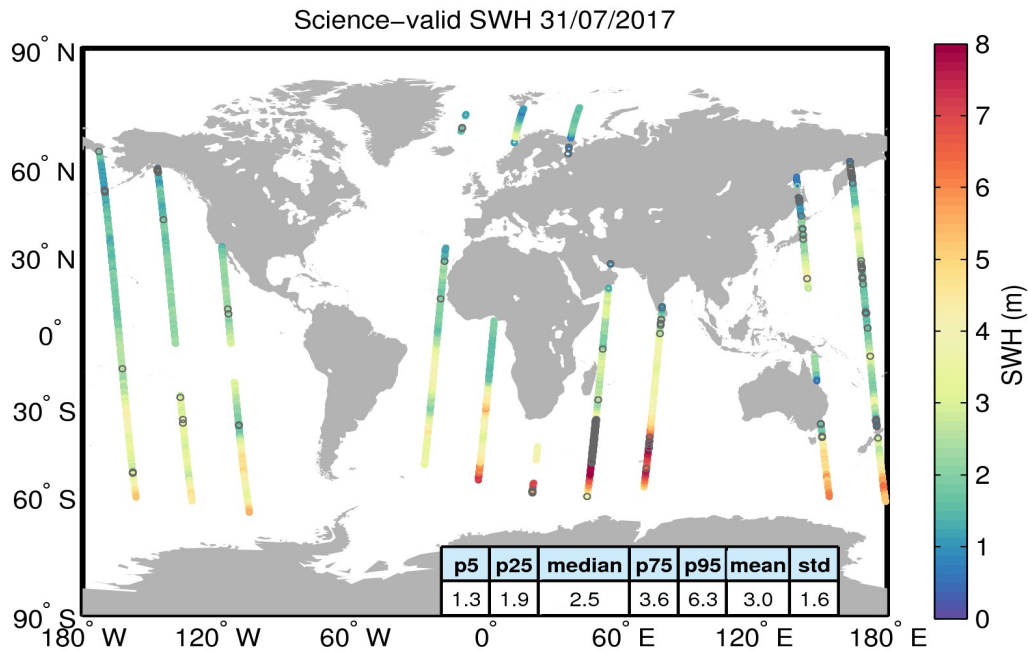 Science-valid SWH 31/07/2017
90° N
60° N
30° N
0°
30° S
60° S
90° S
180° W
120° W
60° W
0°
60° E
120° E
180° E
8
7
6
5
4
3
2
1
0
SWH (m)
p5 p25 median p75 p95 mean std
1.3 1.9 2.5 3.6 6.3 3.0 1.6